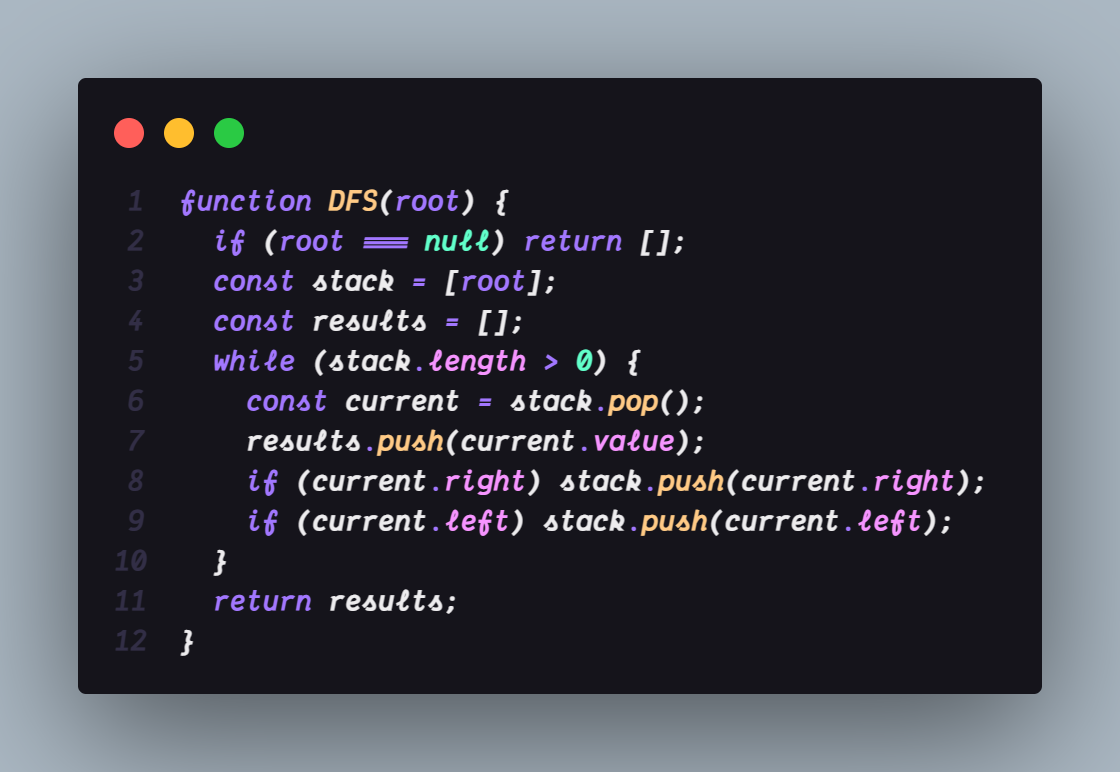 1 function DFS(root) {
2   if (root === null) return [];
3   const stack = [root];
4   const results = [];
5   while (stack.length > 0) {
6     const current = stack.pop();
7     results.push(current.value);
8     if (current.right) stack.push(current.right);
9     if (current.left) stack.push(current.left);
10   }
11   return results;
12 }